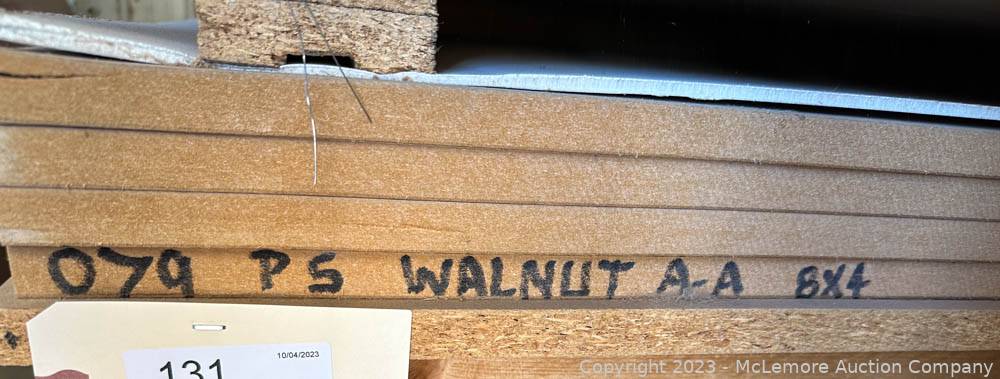 079 PS WALNUT A-A 8X4
10/04/2023
131
Copyright 2023 - McLemore Auction Company